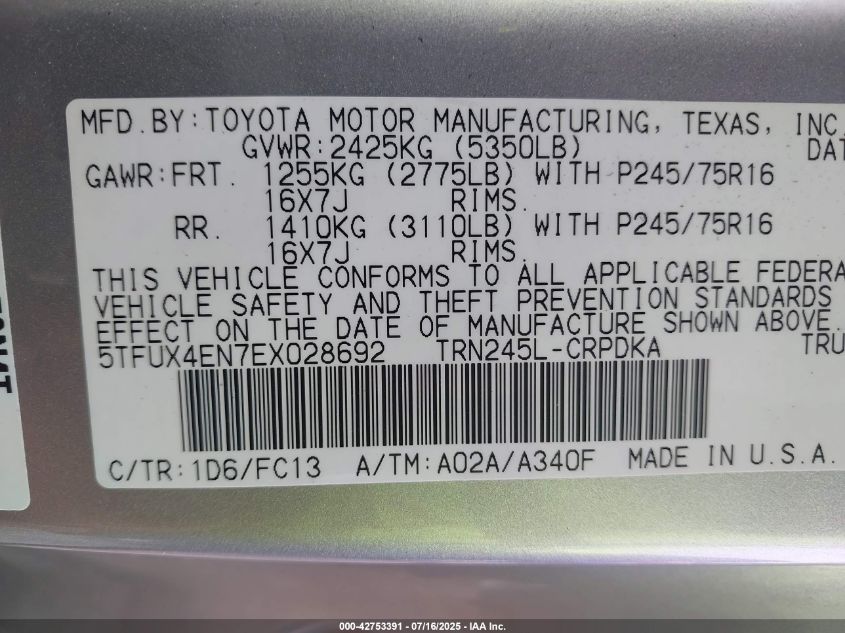 MFD. BY: TOYOTA MOTOR MANUFACTURING, TEXAS, INC.
GVWR: 2425KG (5350LB) DAT
GAWR: FRT. 1255KG (2775LB) WITH P245/75R16
16X7J RIMS.
RR. 1410KG (3110LB) WITH P245/75R16
16X7J RIMS.
THIS VEHICLE CONFORMS TO ALL APPLICABLE FEDERA
VEHICLE SAFETY AND THEFT PREVENTION STANDARDS
EFFECT ON THE DATE OF MANUFACTURE SHOWN ABOVE.
5TFUX4EN7EX028692 TRN245L-CRPDKA TRU
C/TR: 1D6/FC13 A/TM: A02A/A340F MADE IN U.S.A.
000-42753391 - 07/16/2025 - IAA Inc.